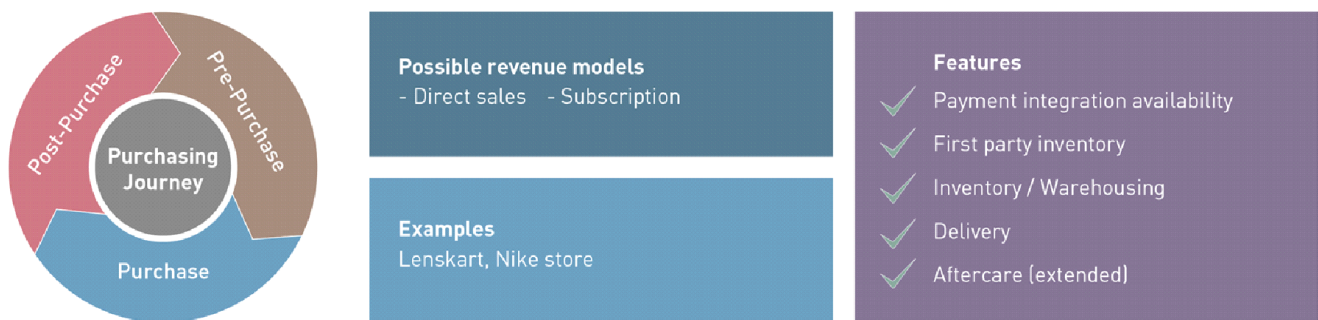 Post-Purchase
Pre-Purchase
Purchasing
Journey
Purchase
Possible revenue models
- Direct sales - Subscription
Examples
Lenskart, Nike store
Features
Payment integration availability
First party inventory
Inventory / Warehousing
Delivery
Aftercare (extended)